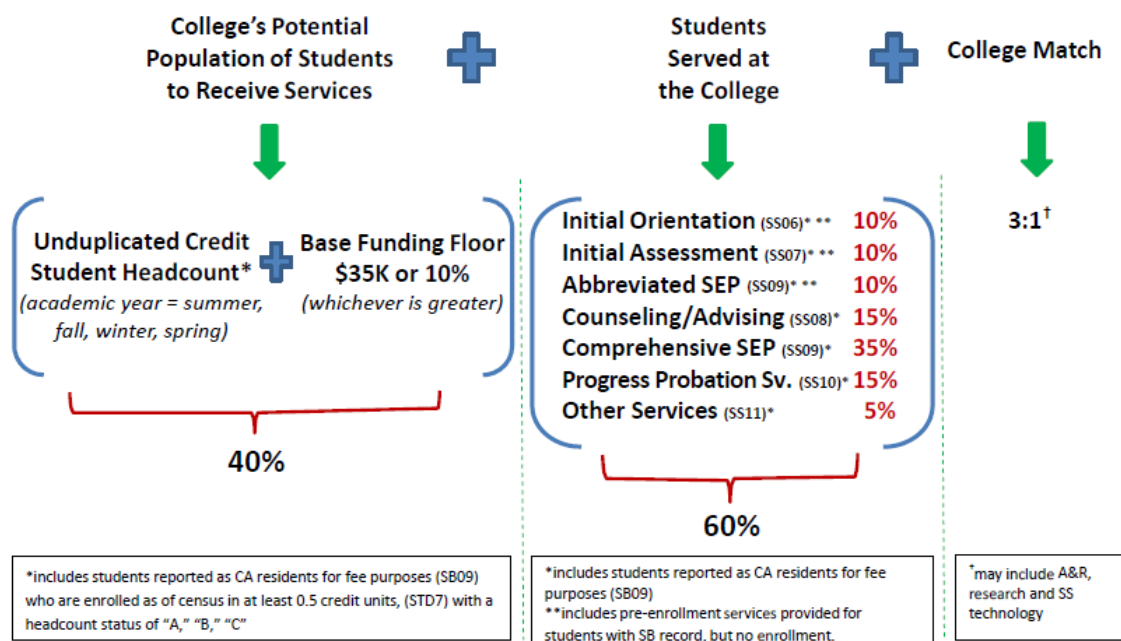 College's Potential
Population of Students
to Receive Services
Students
Served at
the College
College Match
Unduplicated Credit
Student Headcount*
(academic year = summer,
fall, winter, spring)
Base Funding Floor
$35K or 10%
(whichever is greater)
40%
Initial Orientation (SS06)* ** 10%
Initial Assessment (SS07)* ** 10%
Abbreviated SEP (SS09)* ** 10%
Counseling/Advising (SS08)* 15%
Comprehensive SEP (SS09)* 35%
Progress Probation Sv. (SS10)* 15%
Other Services (SS11)* 5%
60%
3:1†
*includes students reported as CA residents for fee purposes (SB09)
who are enrolled as of census in at least 0.5 credit units, (STD7) with a
headcount status of “A,” “B,” “C”
*includes students reported as CA residents for fee
purposes (SB09)
**includes pre-enrollment services provided for
students with SB record, but no enrollment.
†may include A&R,
research and SS
technology